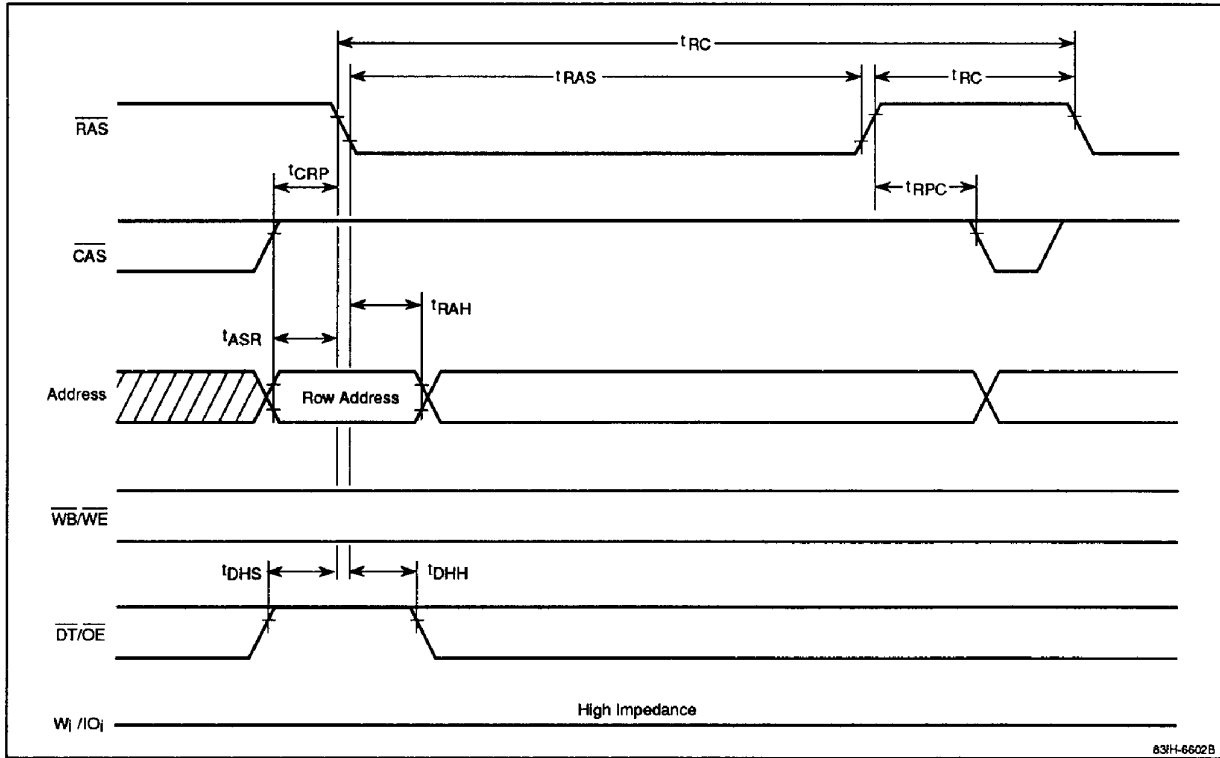 tRC
tRAS
tRC
RAS
tCRP
tRPC
CAS
tRAH
tASR
Address
Row Address
WB/WE
tDHS
tDHH
DT/OE
High Impedance
Wi/IOi
83IH-6602B